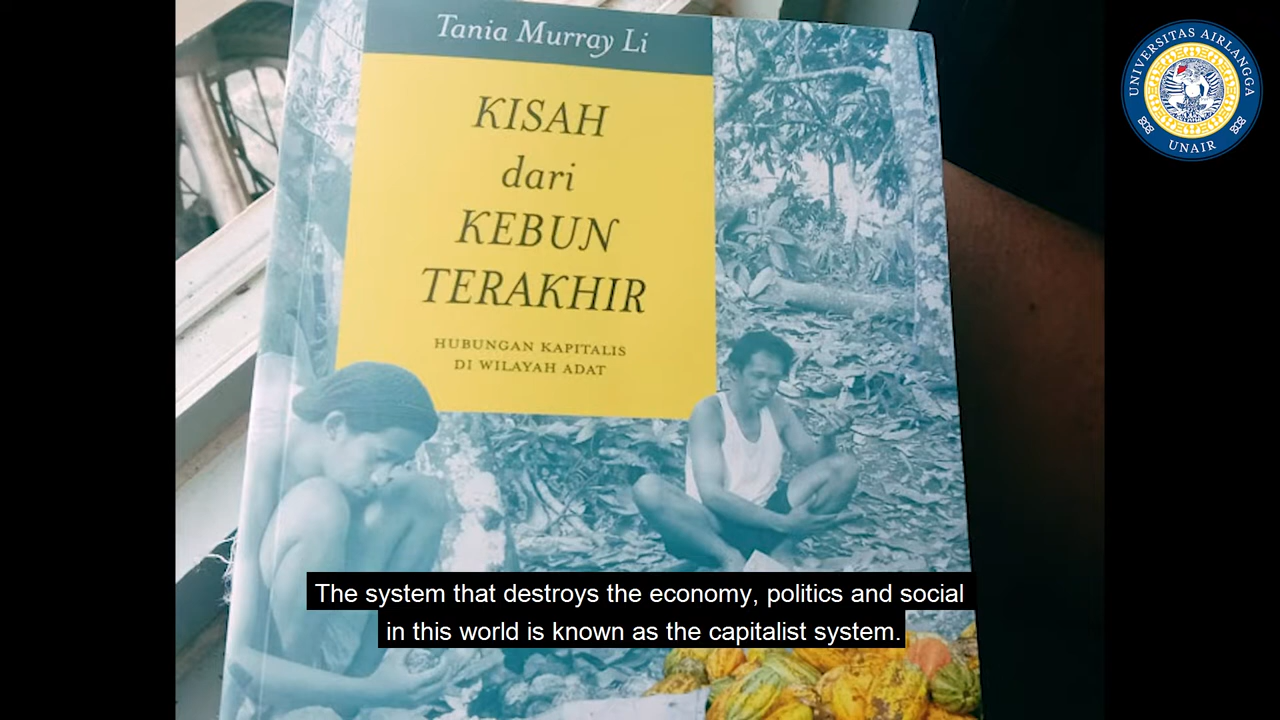 Tania Murray Li
KISAH
dari
KEBUN
TERAKHIR
HUBUNGAN KAPITALIS
DI WILAYAH ADAT
UNIVERSITAS AIRLANGGA
UNAIR
The system that destroys the economy, politics and social
in this world is known as the capitalist system.